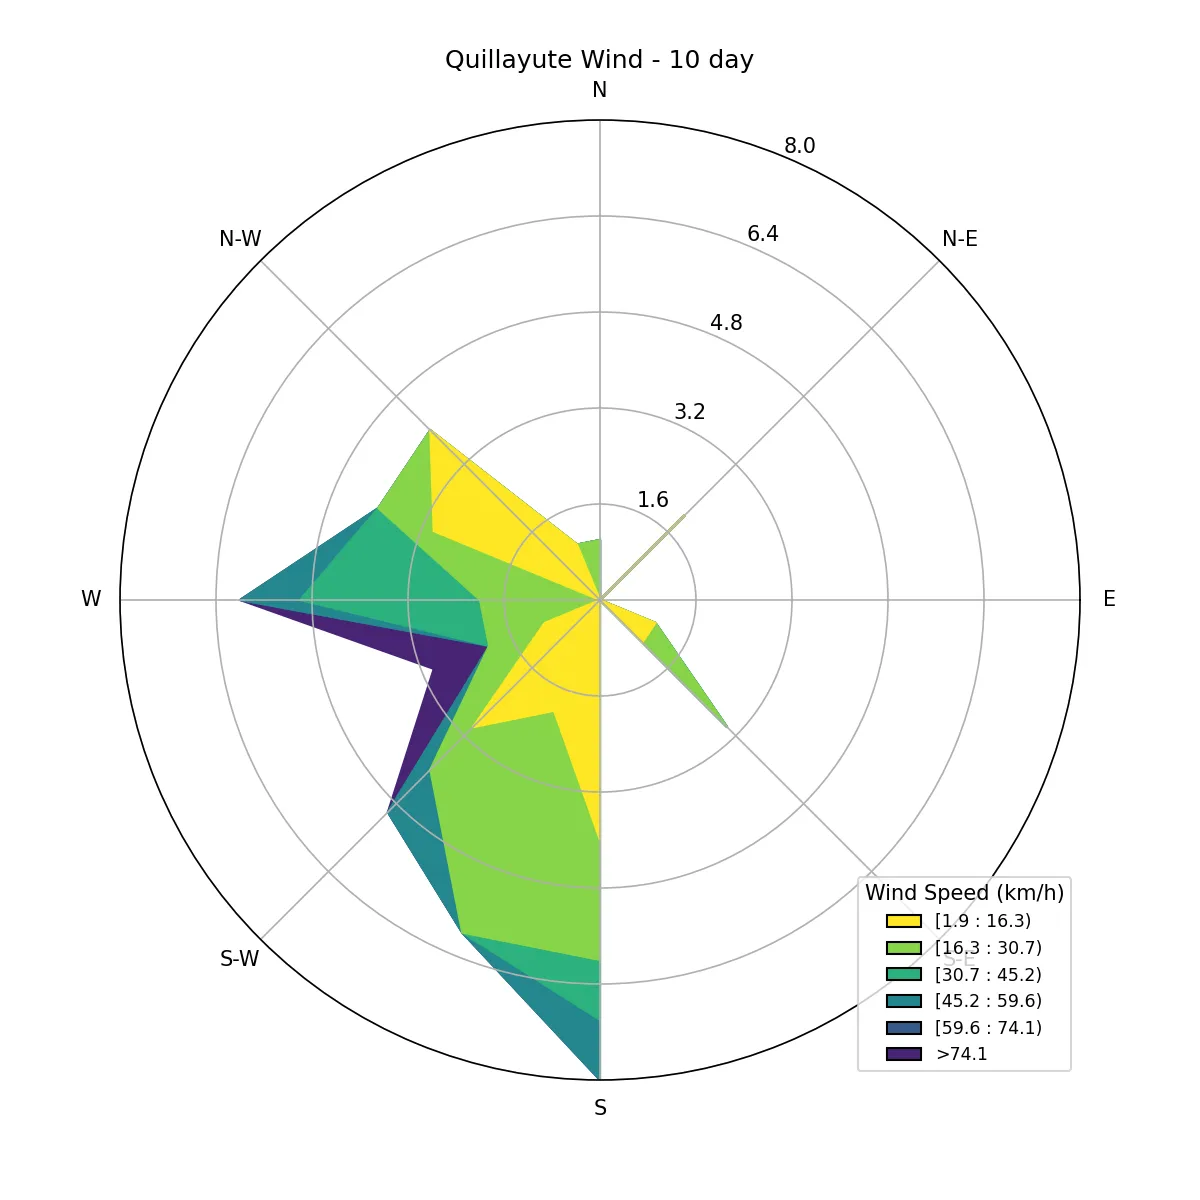 Quillayute Wind - 10 day
N
8.0
N-W
6.4
N-E
4.8
3.2
1.6
W
E
S-W
S-E
S
Wind Speed (km/h)
[1.9 : 16.3)
[16.3 : 30.7)
[30.7 : 45.2)
[45.2 : 59.6)
[59.6 : 74.1)
>74.1